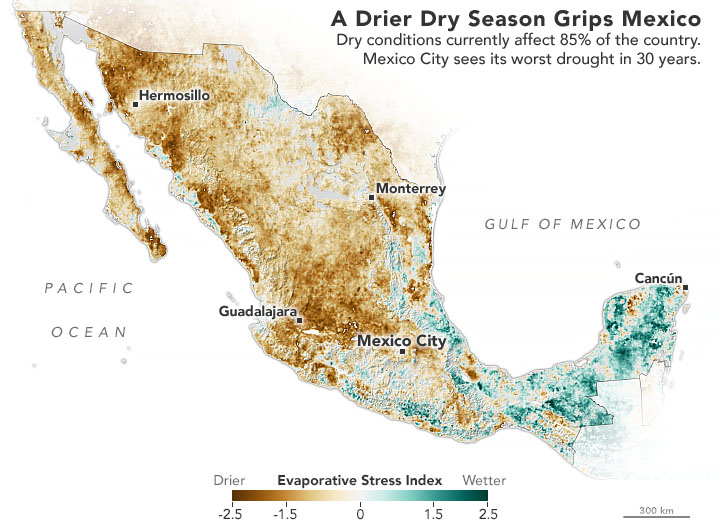 A Drier Dry Season Grips Mexico
Dry conditions currently affect 85% of the country.
Mexico City sees its worst drought in 30 years.
Hermosillo
Monterrey
GULF OF MEXICO
Cancún
PACIFIC
OCEAN
Guadalajara
Mexico City
Drier Evaporative Stress Index Wetter
-2.5 -1.5 0 1.5 2.5
300 km